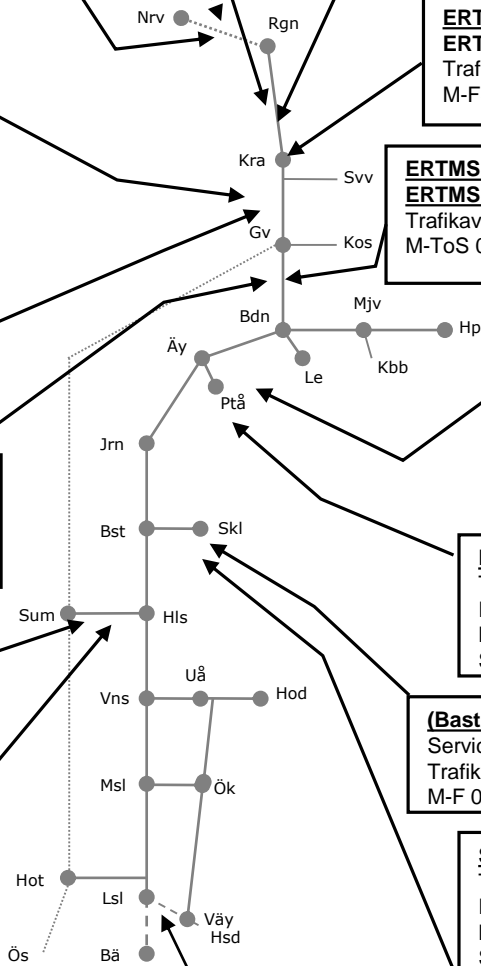 Nrv
Rgn
ERT
ERT
Traf
M-F
Kra
Svv
ERTMS
ERTMS
Trafikav
M-ToS 0
Gv
Kos
Bdn
Mjv
Hp
Äy
Le
Kbb
Ptå
Jrn
Bst
Skl
Sum
Hls
Uå
Vns
Hod
(Bast
Servic
Trafik
M-F 0
Msl
Ök
Hot
Lsl
Väy
Hsd
Ös
Bä